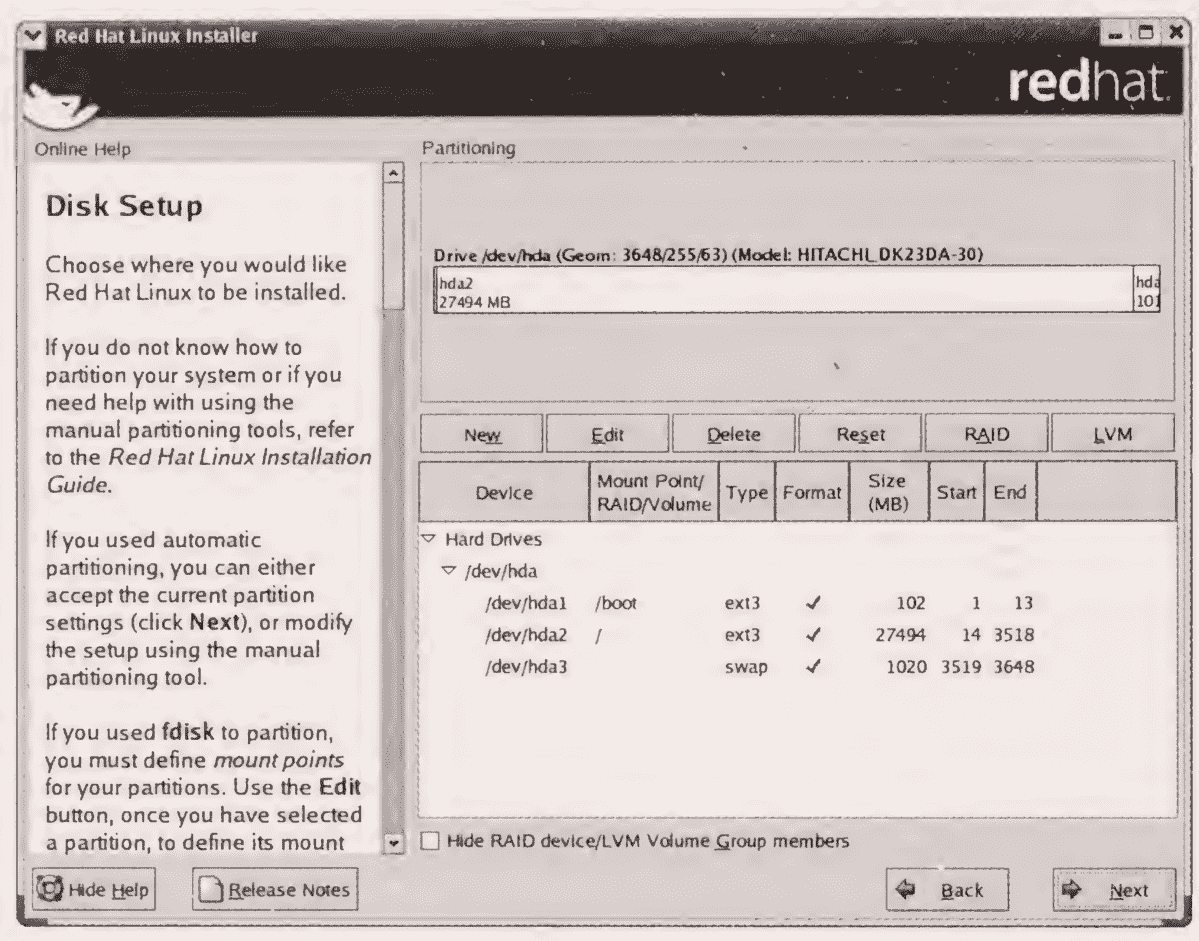 Red Hat Linux Installer
redhat.
Online Help
Disk Setup
Choose where you would like
Red Hat Linux to be installed.
If you do not know how to
partition your system or if you
need help with using the
manual partitioning tools, refer
to the Red Hat Linux Installation
Guide.
If you used automatic
partitioning, you can either
accept the current partition
settings (click Next), or modify
the setup using the manual
partitioning tool.
If you used fdisk to partition,
you must define mount points
for your partitions. Use the Edit
button, once you have selected
a partition, to define its mount
Partitioning
Drive /dev/hda (Geom: 3648/255/63) (Model: HITACHI_DK23DA-30)
hda2 hda
27494 MB 101
New Edit Delete Reset RAID LVM
Device Mount Point/ RAID/Volume Type Format Size (MB) Start End
Hard Drives
/dev/hda
/dev/hda1 /boot ext3 ✓ 102 1 13
/dev/hda2 / ext3 ✓ 27494 14 3518
/dev/hda3 swap ✓ 1020 3519 3648
Hide RAID device/LVM Volume Group members
Hide Help Release Notes Back Next